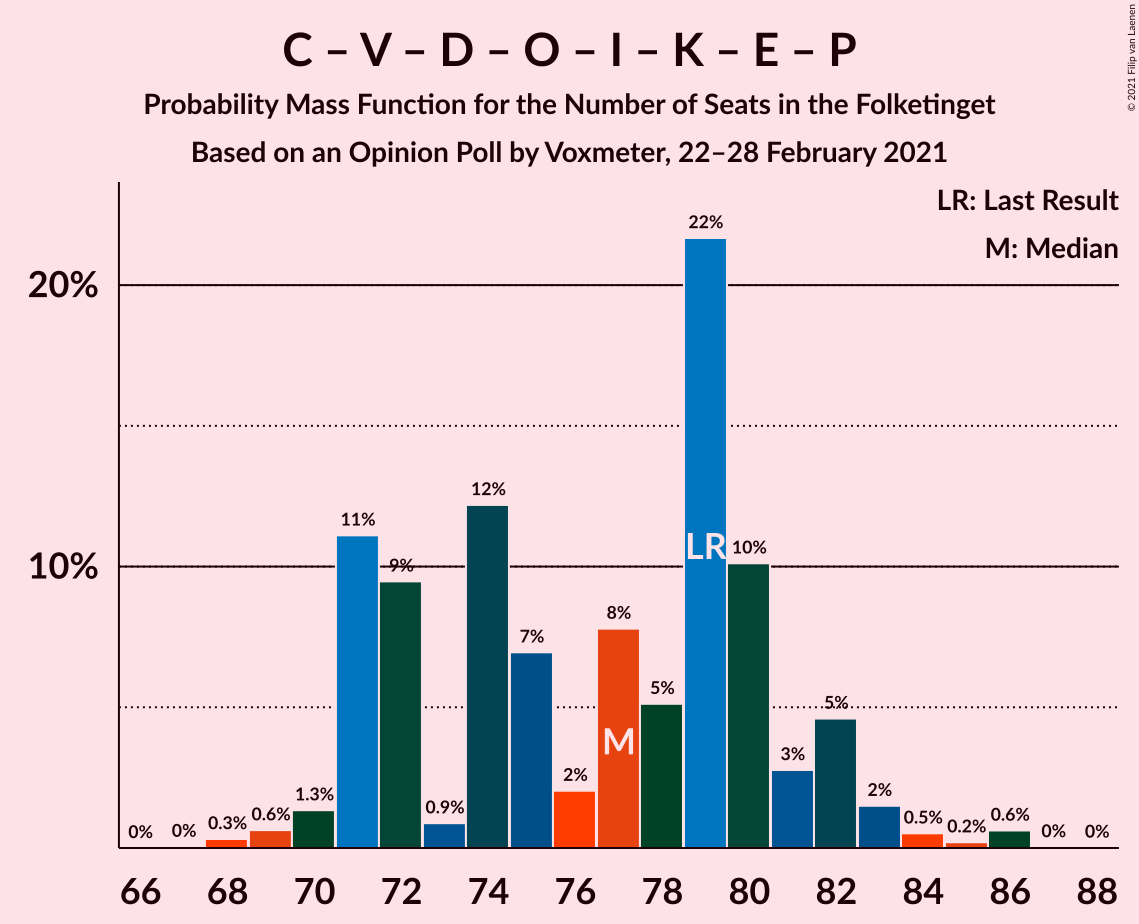 C – V – D – O – I – K – E – P
Probability Mass Function for the Number of Seats in the Folketinget
Based on an Opinion Poll by Voxmeter, 22–28 February 2021
© 2021 Filip van Laenen
LR: Last Result
M: Median
20%
10%
0%
0%
0.3%
0.6%
1.3%
11%
9%
0.9%
12%
7%
2%
8%
5%
22%
10%
3%
5%
2%
0.5%
0.2%
0.6%
0%
0%
M
LR
66 68 70 72 74 76 78 80 82 84 86 88